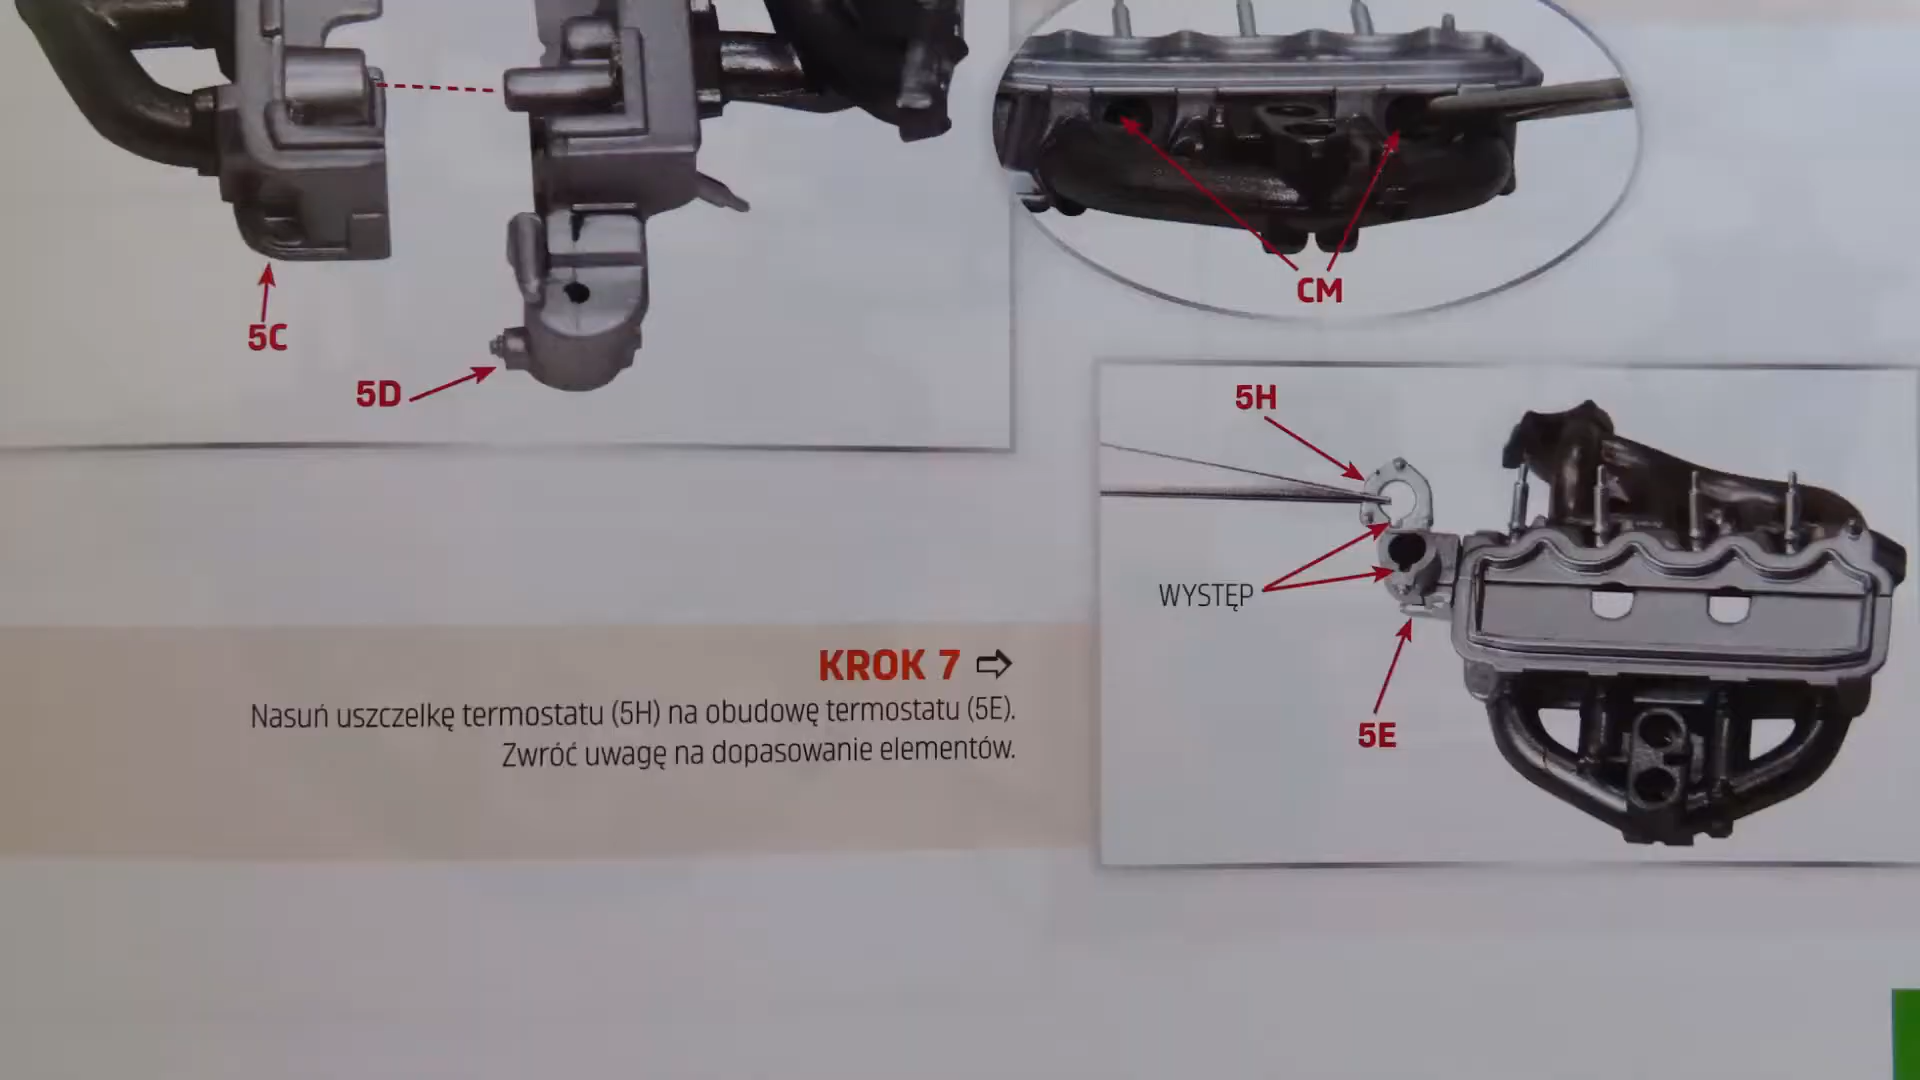 CM
5C
5D
5H
WYSTĘP
5E
KROK 7
Nasuń uszczelkę termostatu (5H) na obudowę termostatu (5E).
Zwróć uwagę na dopasowanie elementów.